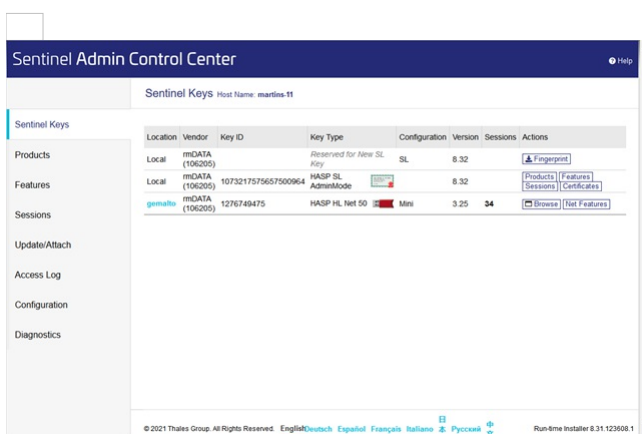 Sentinel Admin Control Center
Help
Sentinel Keys Host Name: martins-11
Sentinel Keys
Products
Features
Sessions
Update/Attach
Access Log
Configuration
Diagnostics
Location Vendor Key ID Key Type Configuration Version Sessions Actions
Local rmDATA (106205) Reserved for New SL Key SL 8.32 Fingerprint
Local rmDATA (106205) 1073217575657500964 HASP SL AdminMode 8.32 Products Features Sessions Certificates
gemalto rmDATA (106205) 1276749475 HASP HL Net 50 Mini 3.25 34 Browse Net Features
© 2021 Thales Group. All Rights Reserved. English Deutsch Español Français Italiano 日本 Русский 中文 Run-time Installer 8.31.123608.1